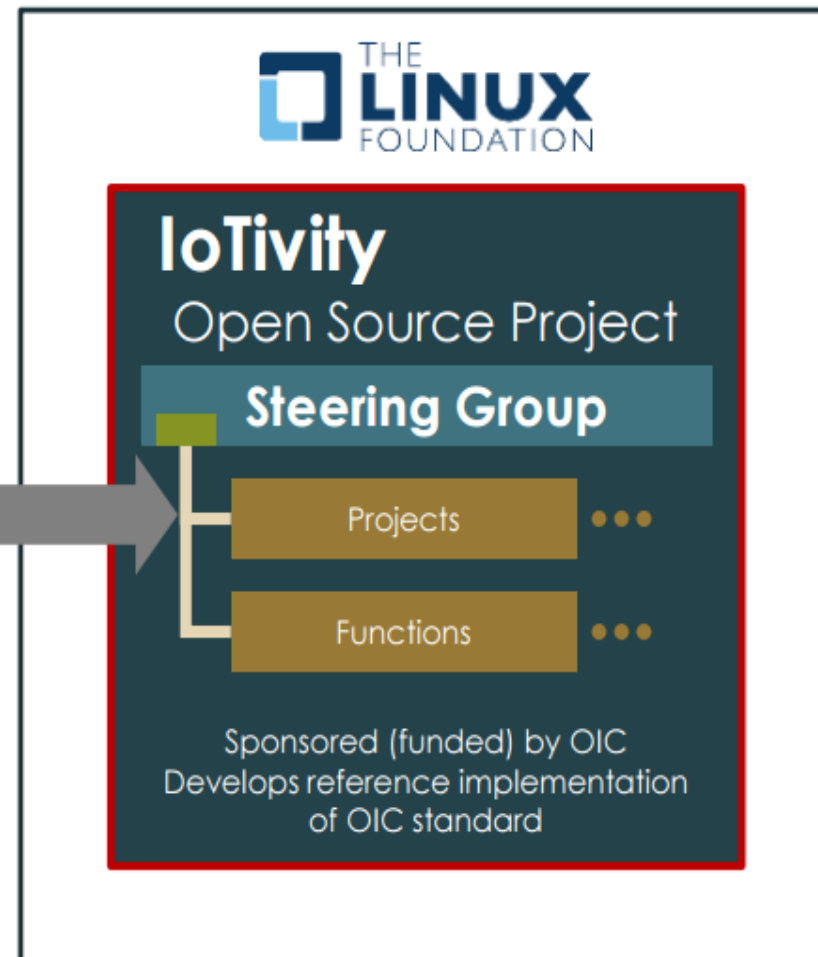 THE
LINUX
FOUNDATION
IoTivity
Open Source Project
Steering Group
Projects
Functions
Sponsored (funded) by OIC
Develops reference implementation
of OIC standard